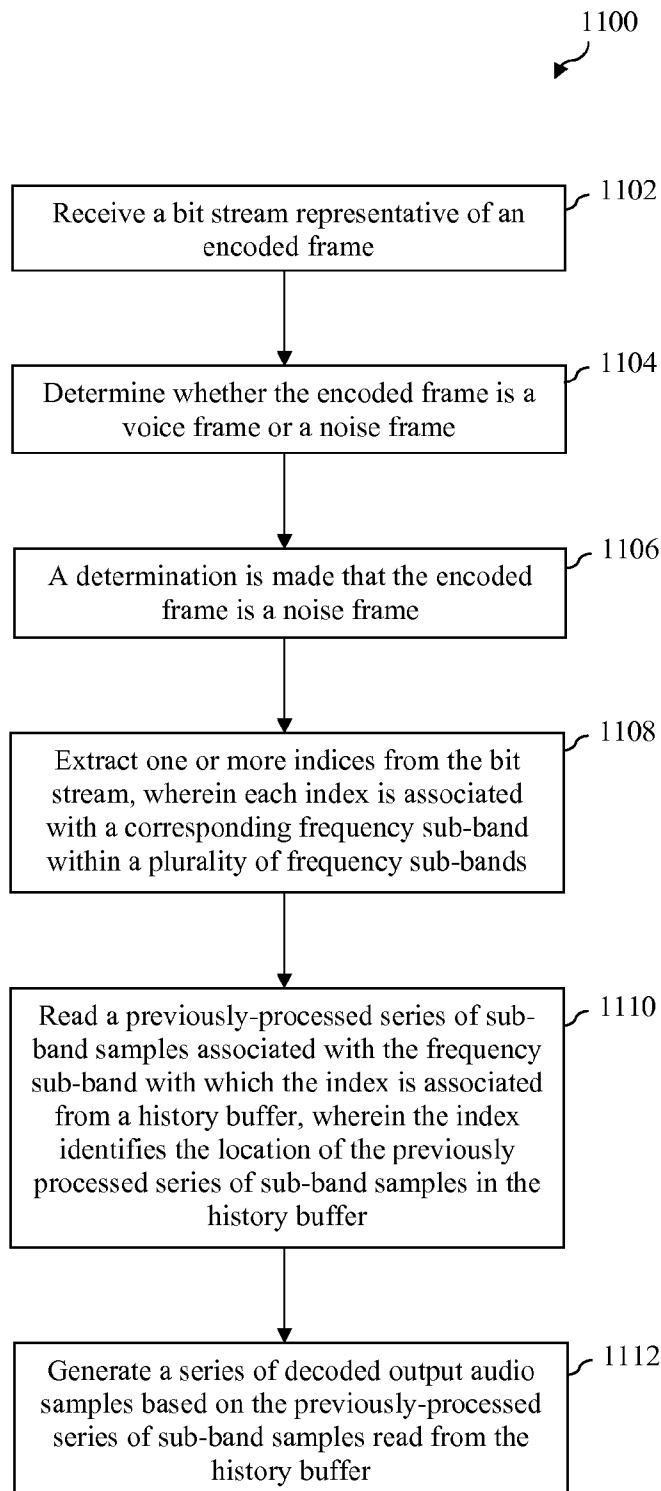 1100
1102
Receive a bit stream representative of an
encoded frame
1104
Determine whether the encoded frame is a
voice frame or a noise frame
1106
A determination is made that the encoded
frame is a noise frame
1108
Extract one or more indices from the bit
stream, wherein each index is associated
with a corresponding frequency sub-band
within a plurality of frequency sub-bands
1110
Read a previously-processed series of sub-
band samples associated with the frequency
sub-band with which the index is associated
from a history buffer, wherein the index
identifies the location of the previously
processed series of sub-band samples in the
history buffer
1112
Generate a series of decoded output audio
samples based on the previously-processed
series of sub-band samples read from the
history buffer